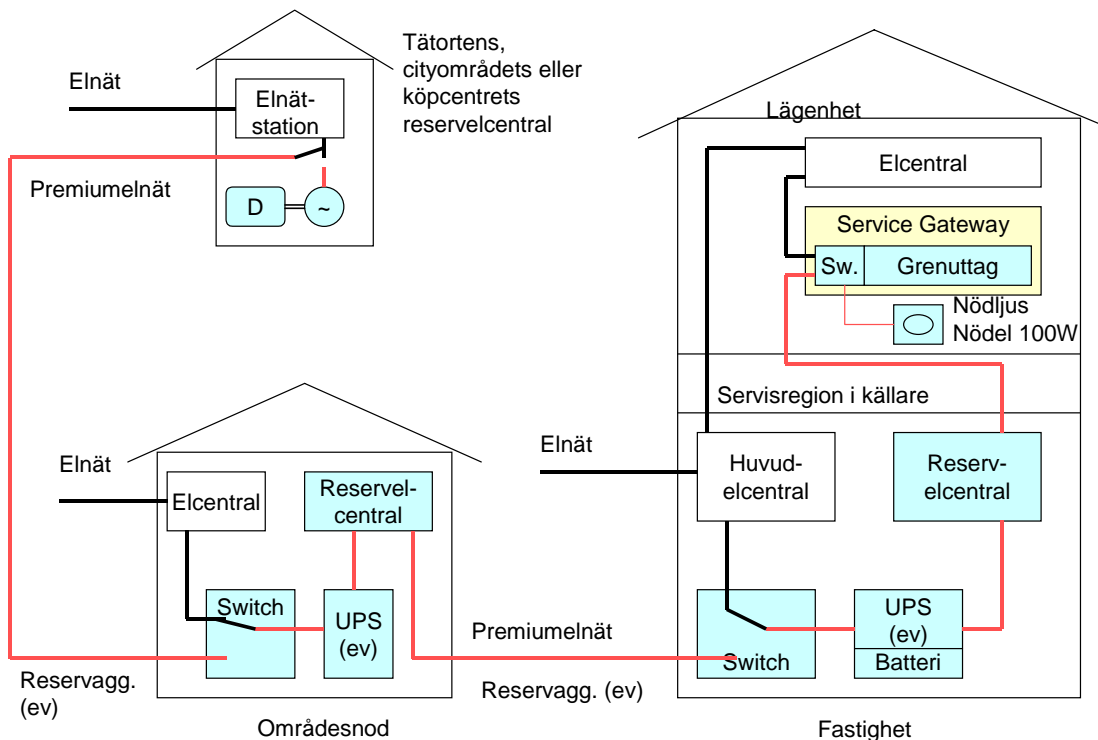 Tätortens,
cityområdets eller
köpcentrets
reservelcentral
Elnät
Elnät-
station
Premiumelnät
D
~
Lägenhet
Elcentral
Service Gateway
Sw.
Grenuttag
Nödljus
Nödel 100W
Servisregion i källare
Elnät
Huvud-
elcentral
Reserv-
elcentral
Switch
UPS
(ev)
Batteri
Fastighet
Elnät
Elcentral
Reservel-
central
Switch
UPS
(ev)
Premiumelnät
Reservagg.
(ev)
Reservagg. (ev)
Områdesnod